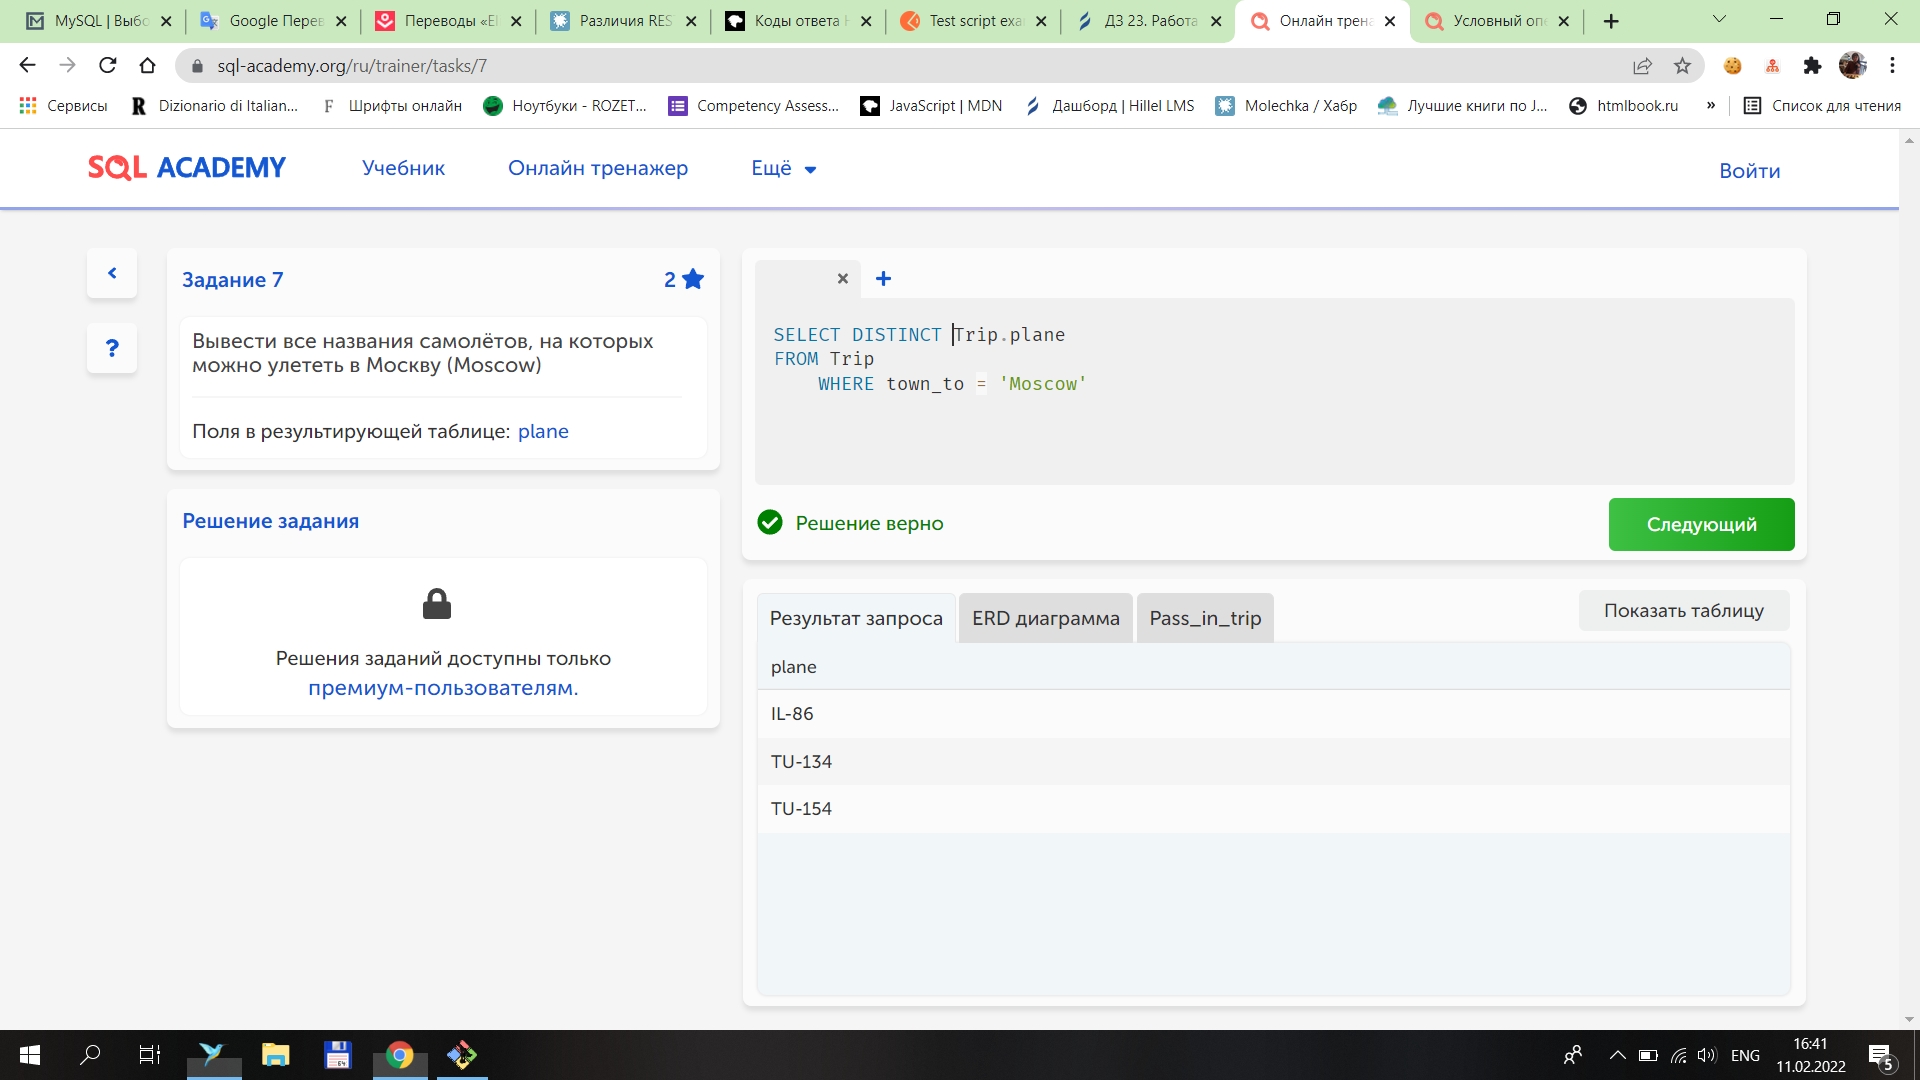 MySQL | Выбо
Google Перев
Переводы «El
Различия RES
Коды ответа
Test script exa
ДЗ 23. Работа
Онлайн трена
Условный опе
sql-academy.org/ru/trainer/tasks/7
Сервисы
Dizionario di Italian...
Шрифты онлайн
Ноутбуки - ROZET...
Competency Assess...
JavaScript | MDN
Дашборд | Hillel LMS
Molechka / Хабр
Лучшие книги по J...
htmlbook.ru
»
Список для чтения
SQL ACADEMY
Учебник
Онлайн тренажер
Ещё
Войти
Задание 7
2
?
Вывести все названия самолётов, на которых
можно улететь в Москву (Moscow)
Поля в результирующей таблице: plane
Решение задания
Решения заданий доступны только
премиум-пользователям.
SELECT DISTINCT Trip.plane
FROM Trip
WHERE town_to = 'Moscow'
Решение верно
Следующий
Результат запроса
ERD диаграмма
Pass_in_trip
Показать таблицу
plane
IL-86
TU-134
TU-154
ENG
16:41
11.02.2022
5